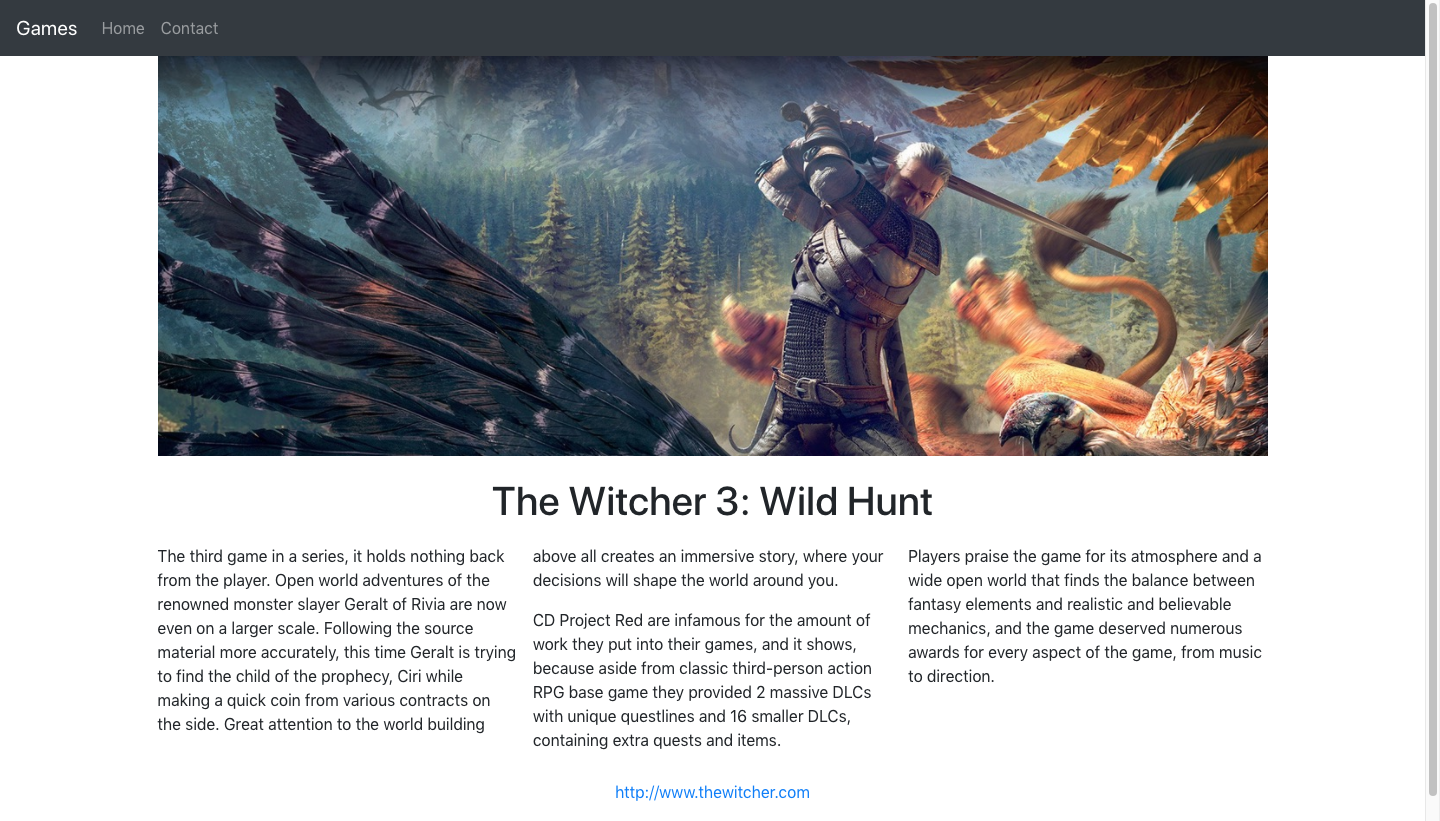 Games Home Contact
The Witcher 3: Wild Hunt
The third game in a series, it holds nothing back
from the player. Open world adventures of the
renowned monster slayer Geralt of Rivia are now
even on a larger scale. Following the source
material more accurately, this time Geralt is trying
to find the child of the prophecy, Ciri while
making a quick coin from various contracts on
the side. Great attention to the world building
above all creates an immersive story, where your
decisions will shape the world around you.
CD Project Red are infamous for the amount of
work they put into their games, and it shows,
because aside from classic third-person action
RPG base game they provided 2 massive DLCs
with unique questlines and 16 smaller DLCs,
containing extra quests and items.
Players praise the game for its atmosphere and a
wide open world that finds the balance between
fantasy elements and realistic and believable
mechanics, and the game deserved numerous
awards for every aspect of the game, from music
to direction.
http://www.thewitcher.com